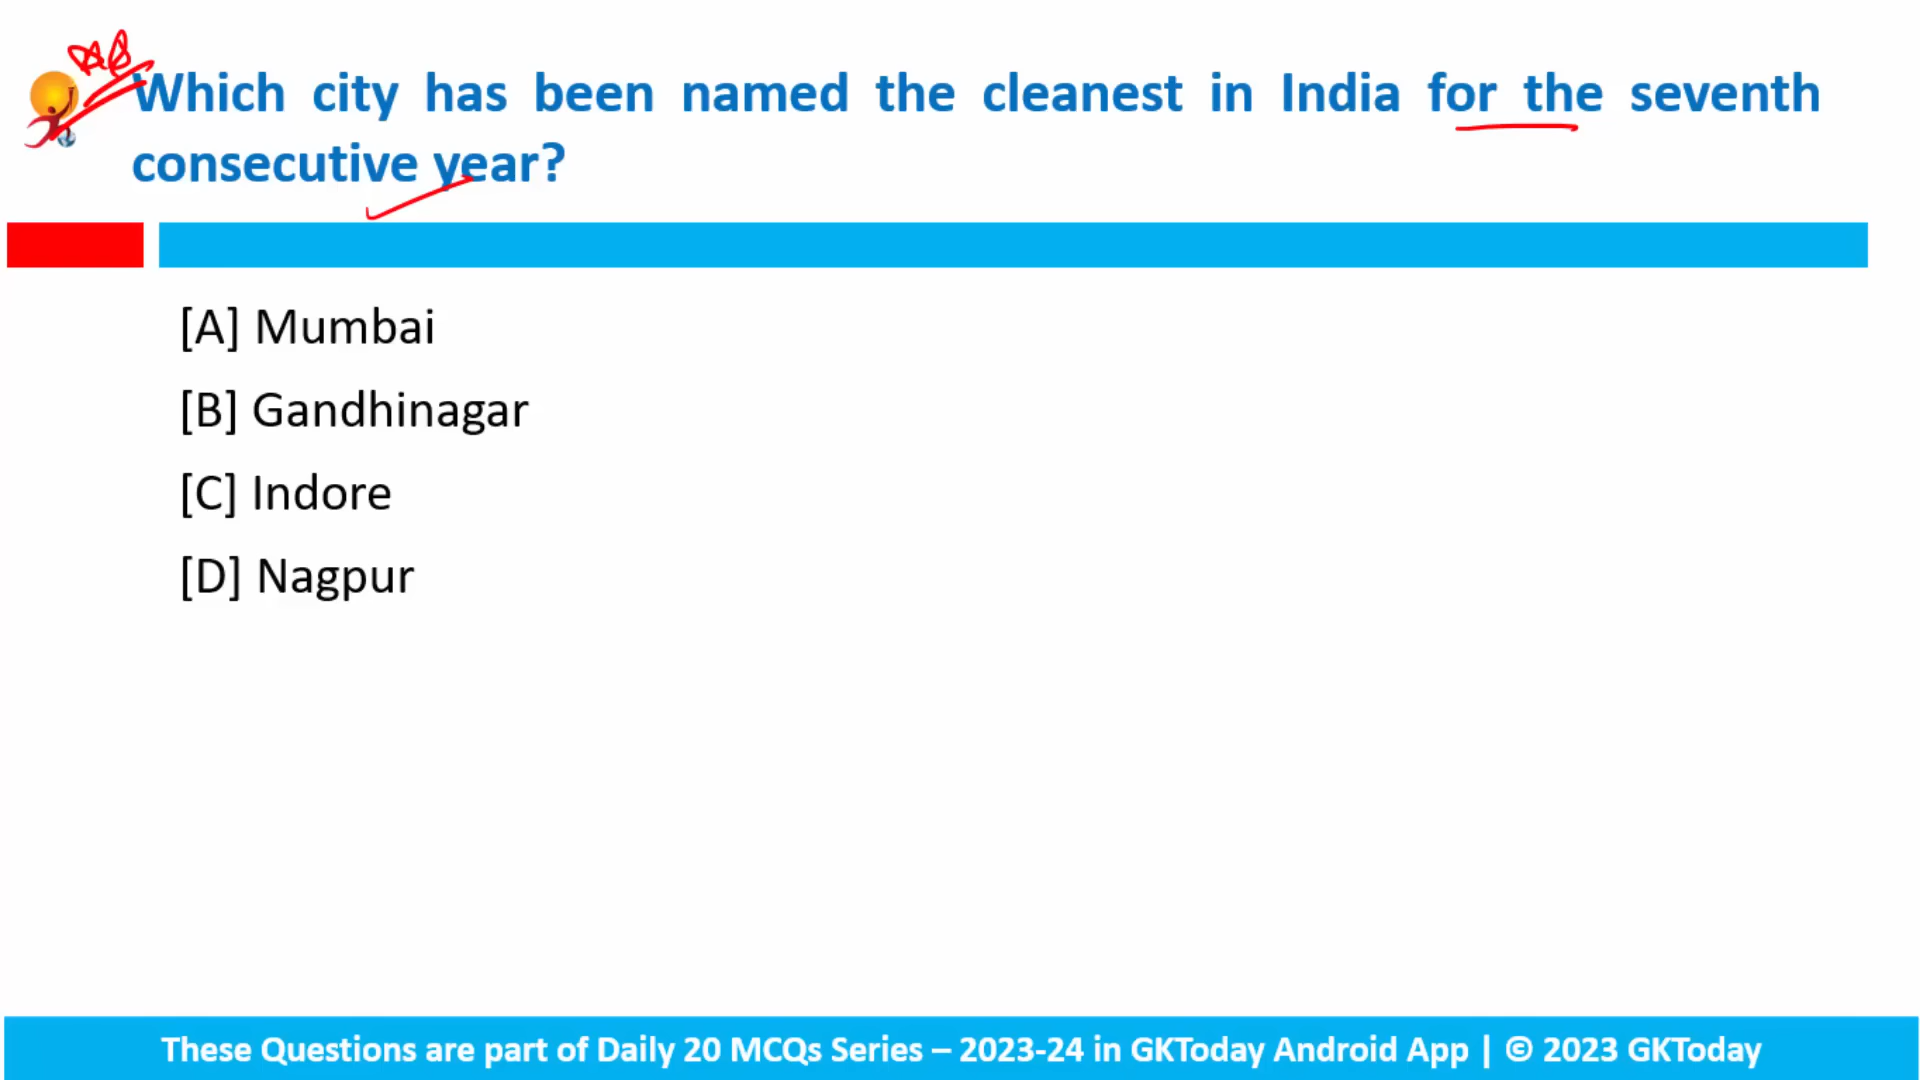 Which city has been named the cleanest in India for the seventh
consecutive year?
[A] Mumbai
[B] Gandhinagar
[C] Indore
[D] Nagpur
These Questions are part of Daily 20 MCQs Series – 2023-24 in GKToday Android App | © 2023 GKToday